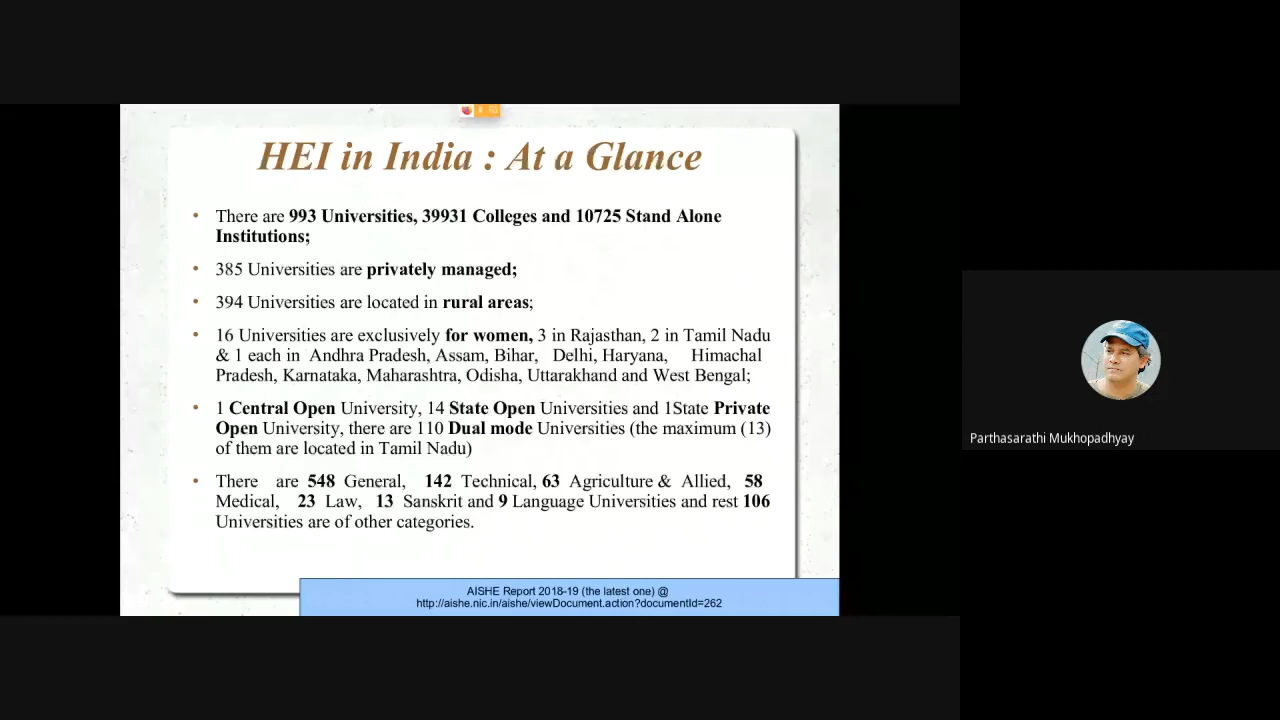 HEI in India : At a Glance
• There are 993 Universities, 39931 Colleges and 10725 Stand Alone
Institutions;
• 385 Universities are privately managed;
• 394 Universities are located in rural areas;
• 16 Universities are exclusively for women, 3 in Rajasthan, 2 in Tamil Nadu
& 1 each in Andhra Pradesh, Assam, Bihar, Delhi, Haryana, Himachal
Pradesh, Karnataka, Maharashtra, Odisha, Uttarakhand and West Bengal;
• 1 Central Open University, 14 State Open Universities and 1State Private
Open University, there are 110 Dual mode Universities (the maximum (13)
of them are located in Tamil Nadu)
• There are 548 General, 142 Technical, 63 Agriculture & Allied, 58
Medical, 23 Law, 13 Sanskrit and 9 Language Universities and rest 106
Universities are of other categories.
AISHE Report 2018-19 (the latest one) @
http://aishe.nic.in/aishe/viewDocument.action?documentId=262
Parthasarathi Mukhopadhyay